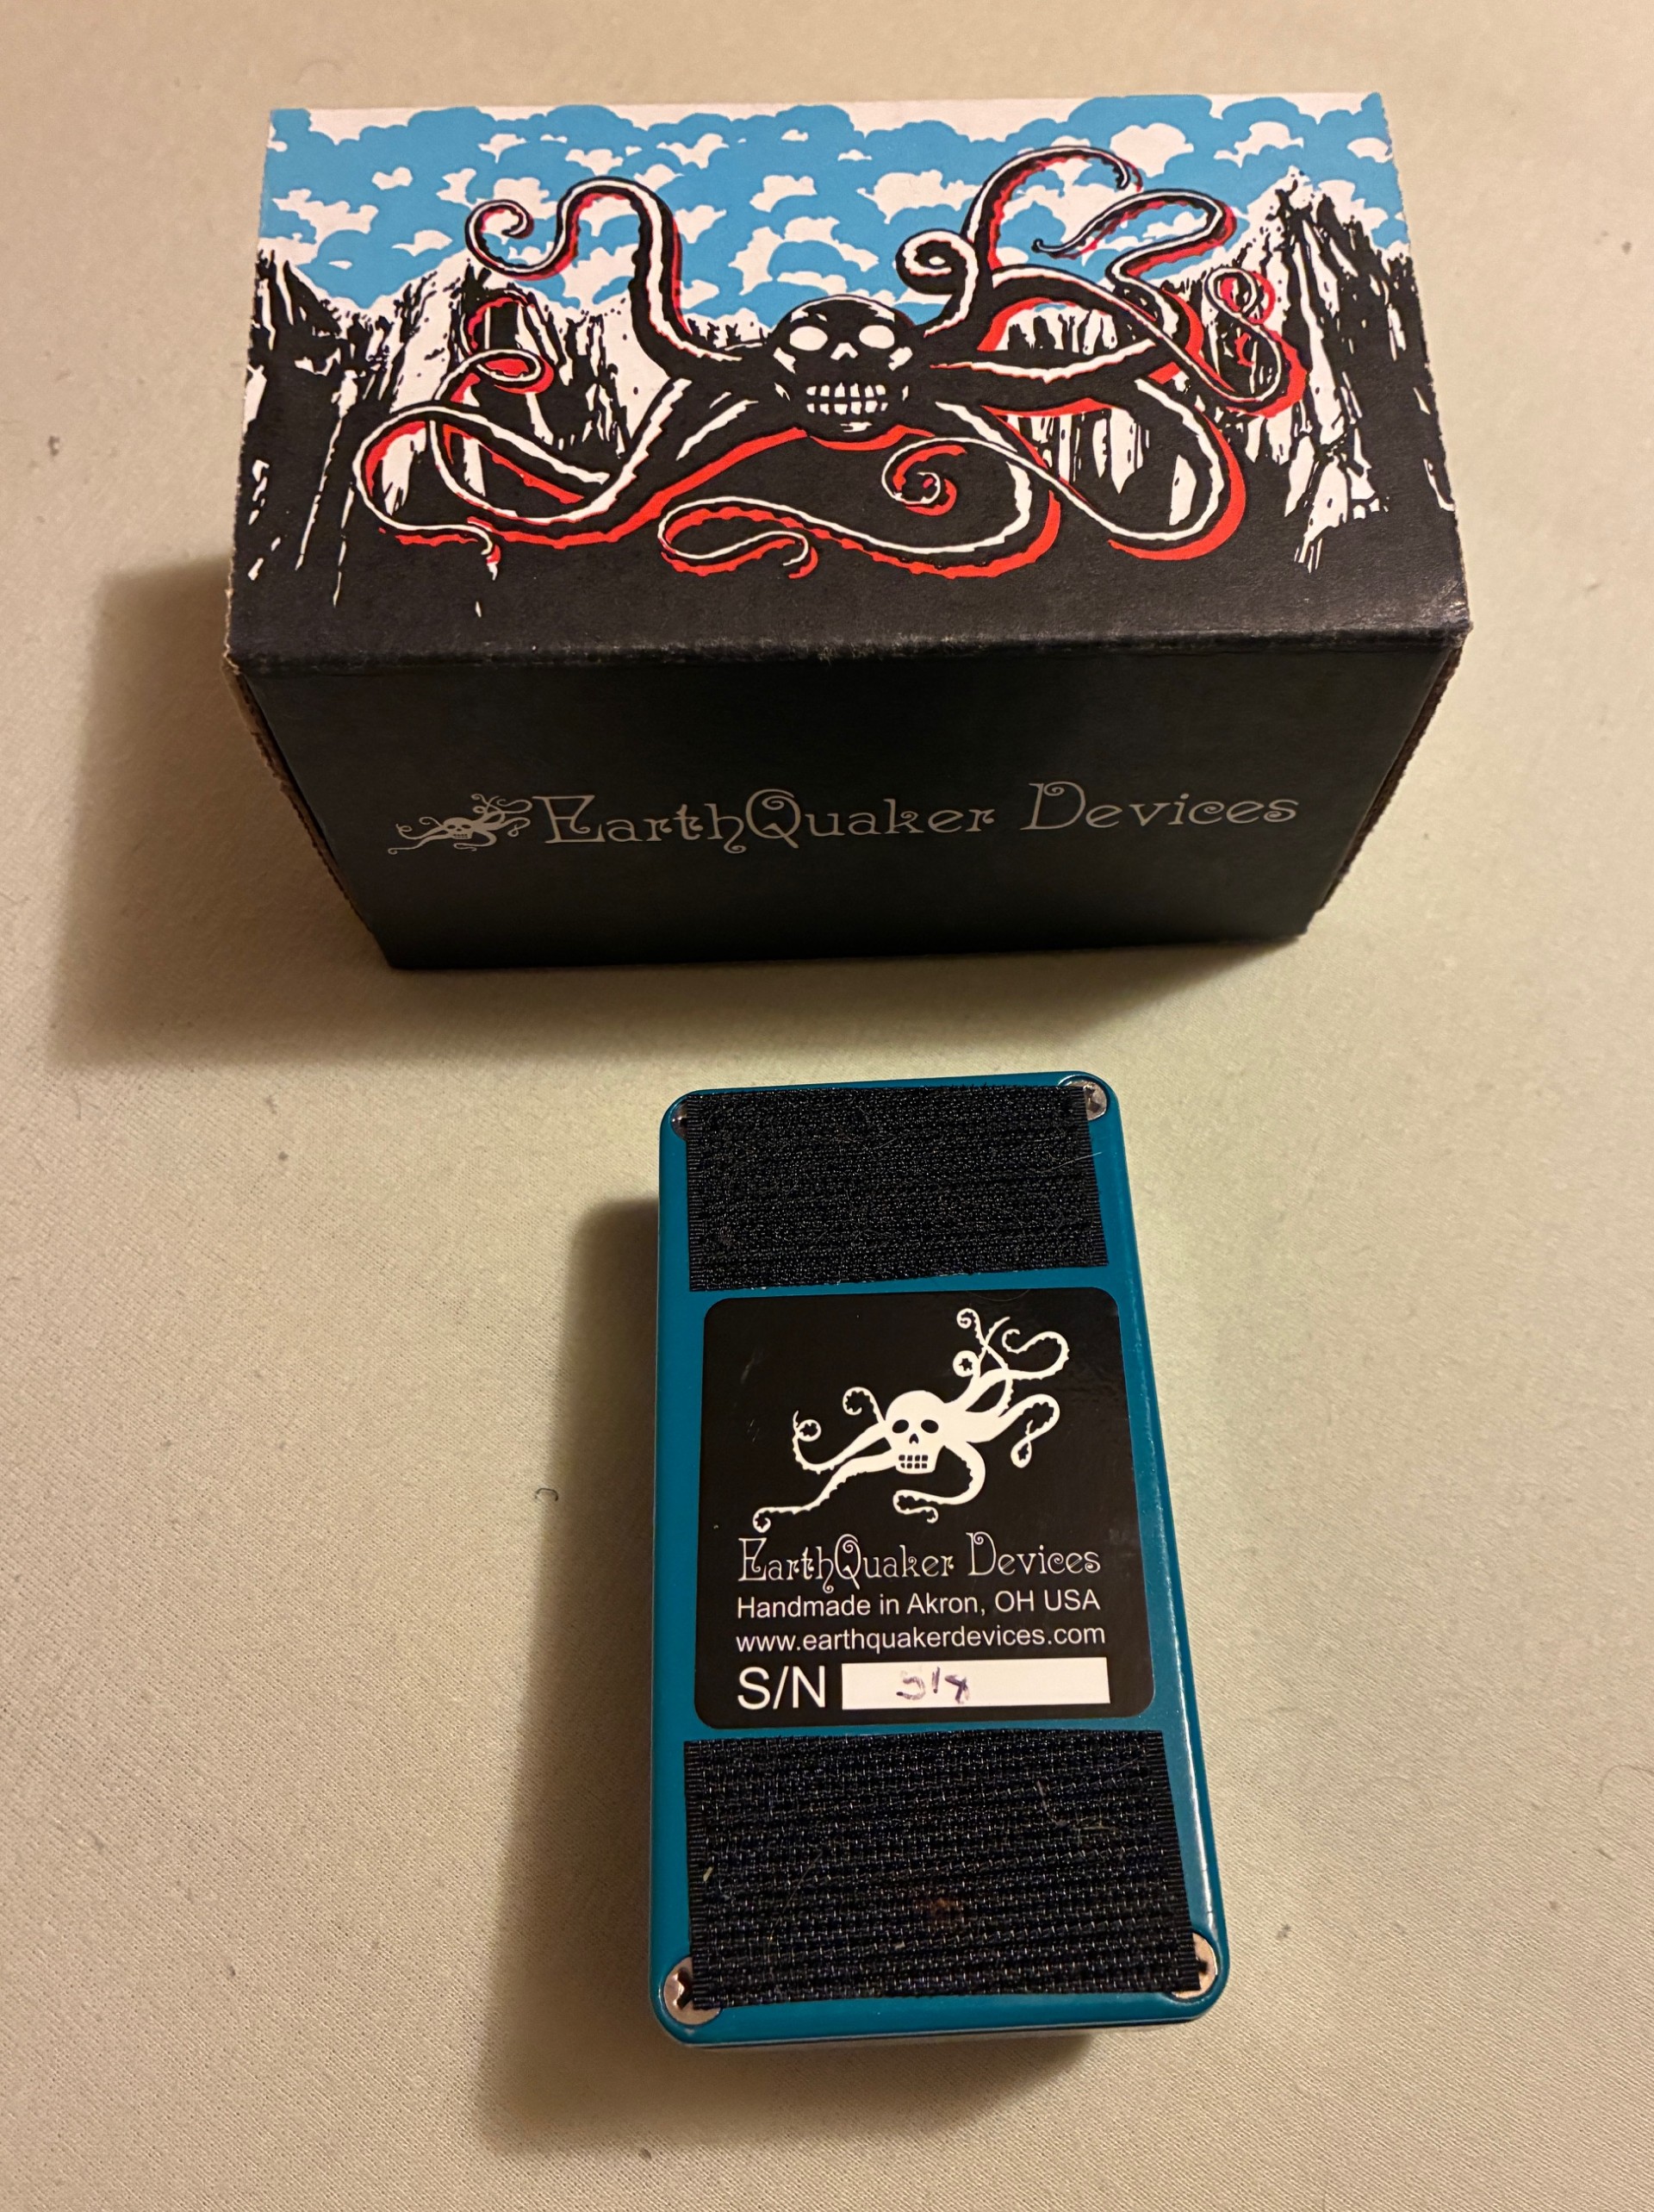 EarthQuaker Devices
EarthQuaker Devices
Handmade in Akron, OH USA
www.earthquakerdevices.com
S/N